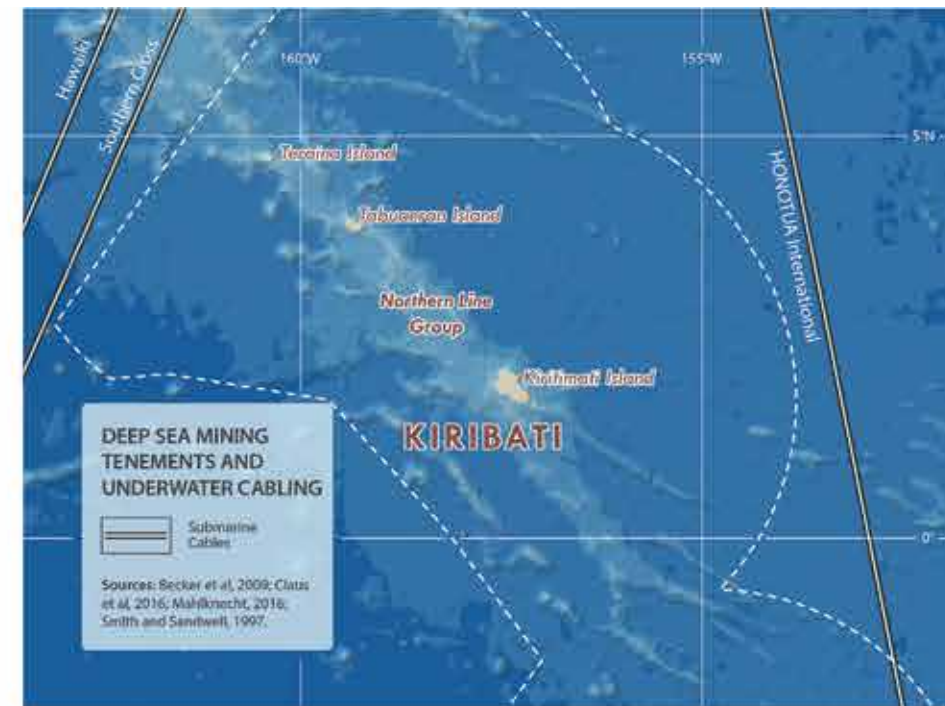 Hawaiki
Southern Cross
160°W
155°W
5°N
Teraina Island
Tabuaeran Island
HONOTUA International
Northern Line
Group
Kiritimati Island
KIRIBATI
DEEP SEA MINING
TENEMENTS AND
UNDERWATER CABLING
Submarine
Cables
0°
Sources: Becker et al, 2009; Claus
et al, 2016; Mahlknecht, 2016;
Smith and Sandwell, 1997.